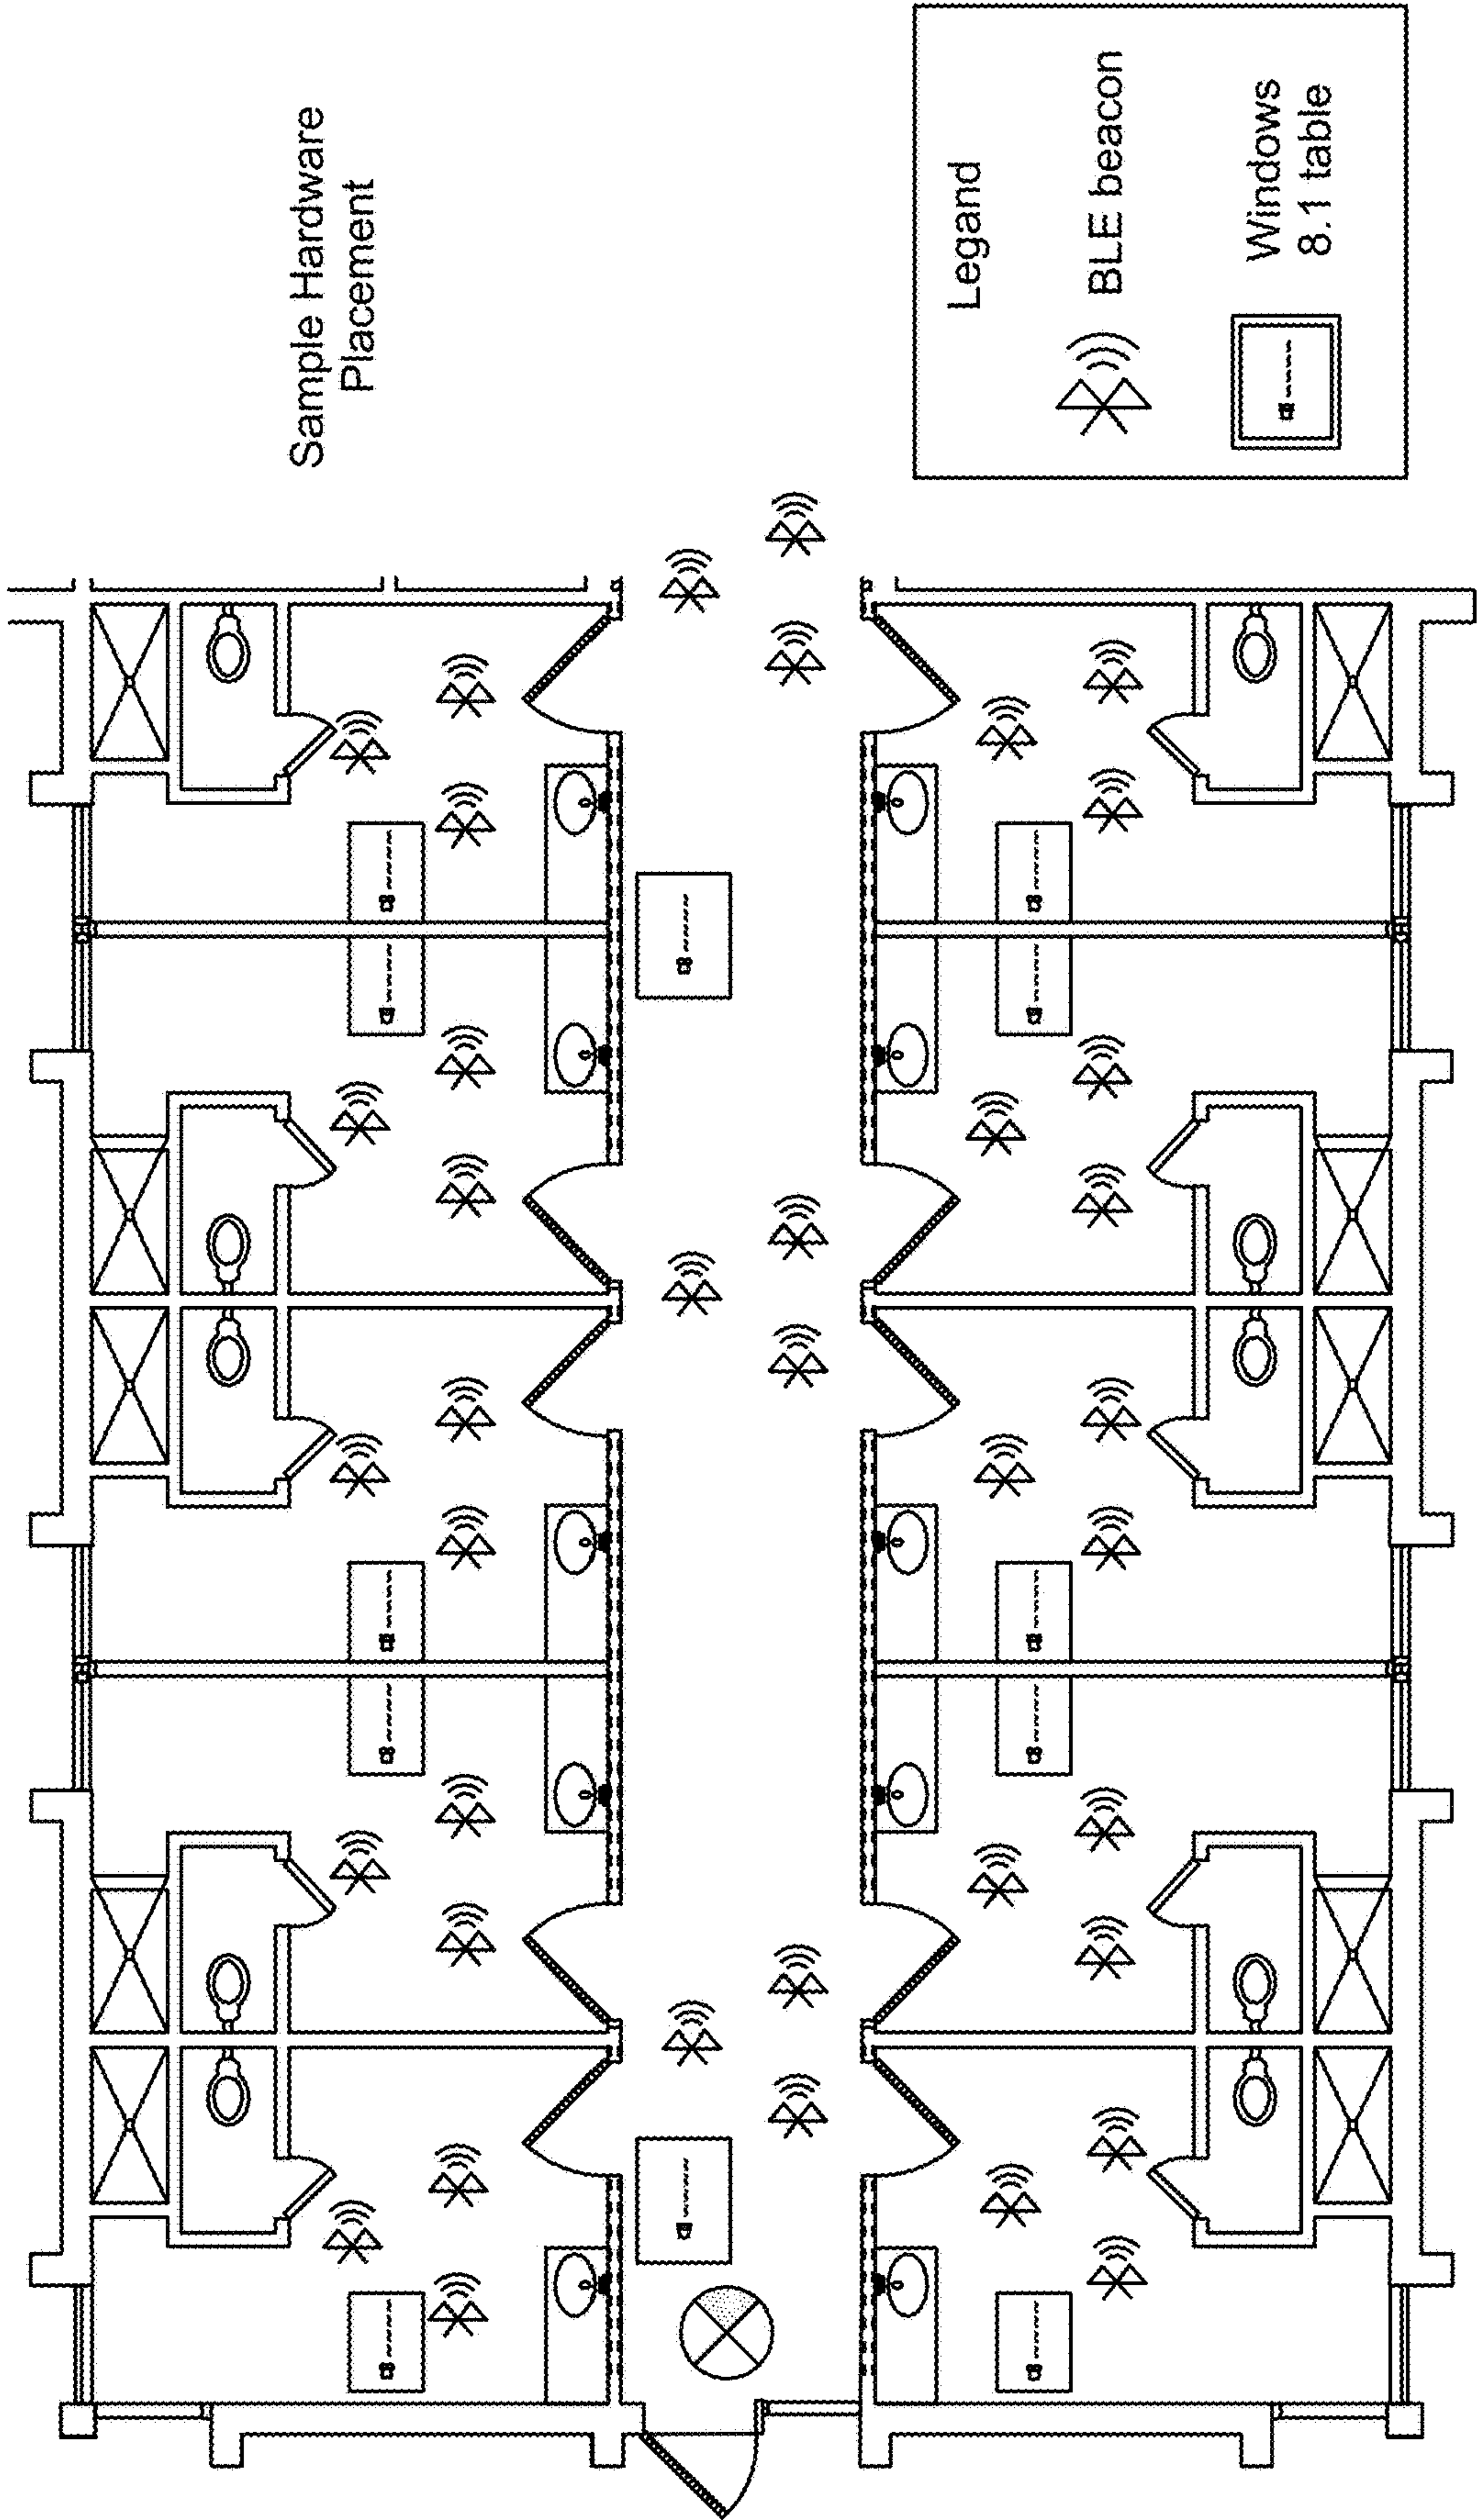 Sample Hardware
Placement
Legand
BLE beacon
Windows
8.1 table